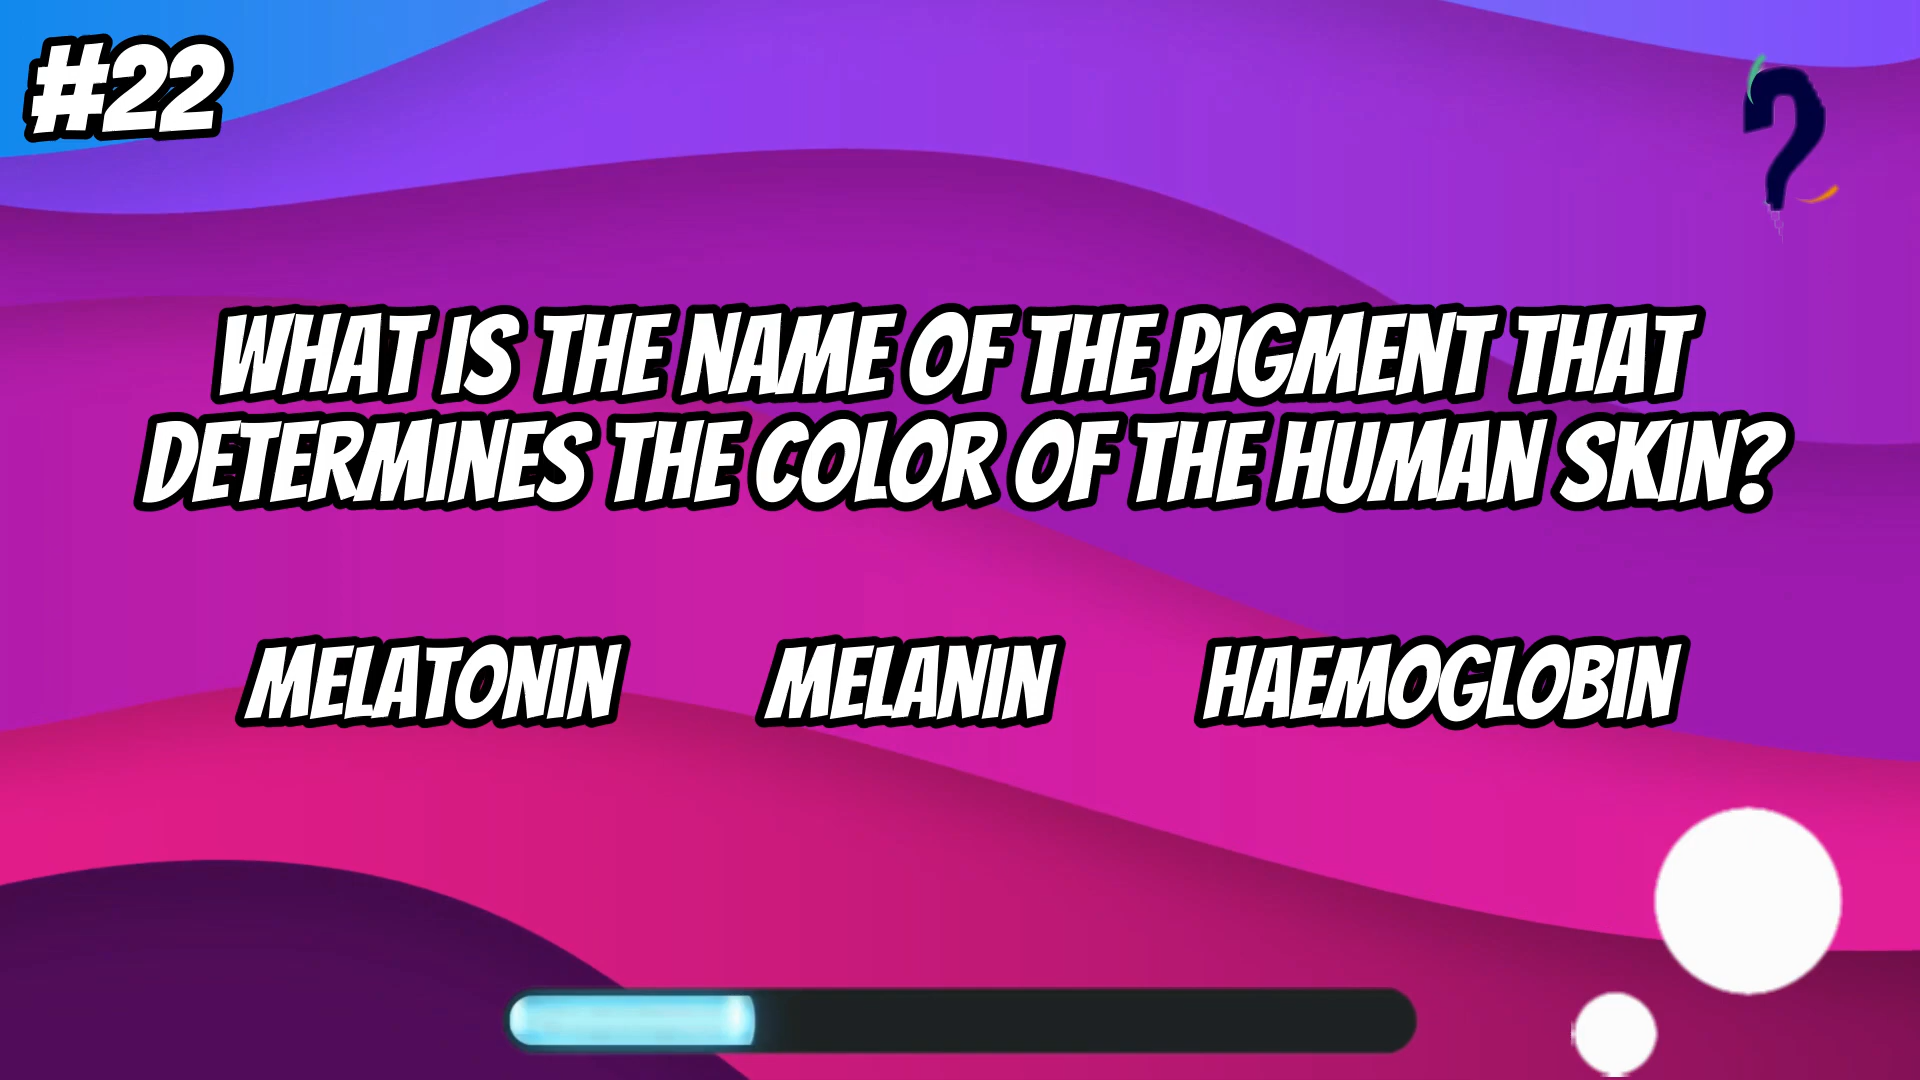 #22
WHAT IS THE NAME OF THE PIGMENT THAT
DETERMINES THE COLOR OF THE HUMAN SKIN?
MELATONIN MELANIN HAEMOGLOBIN